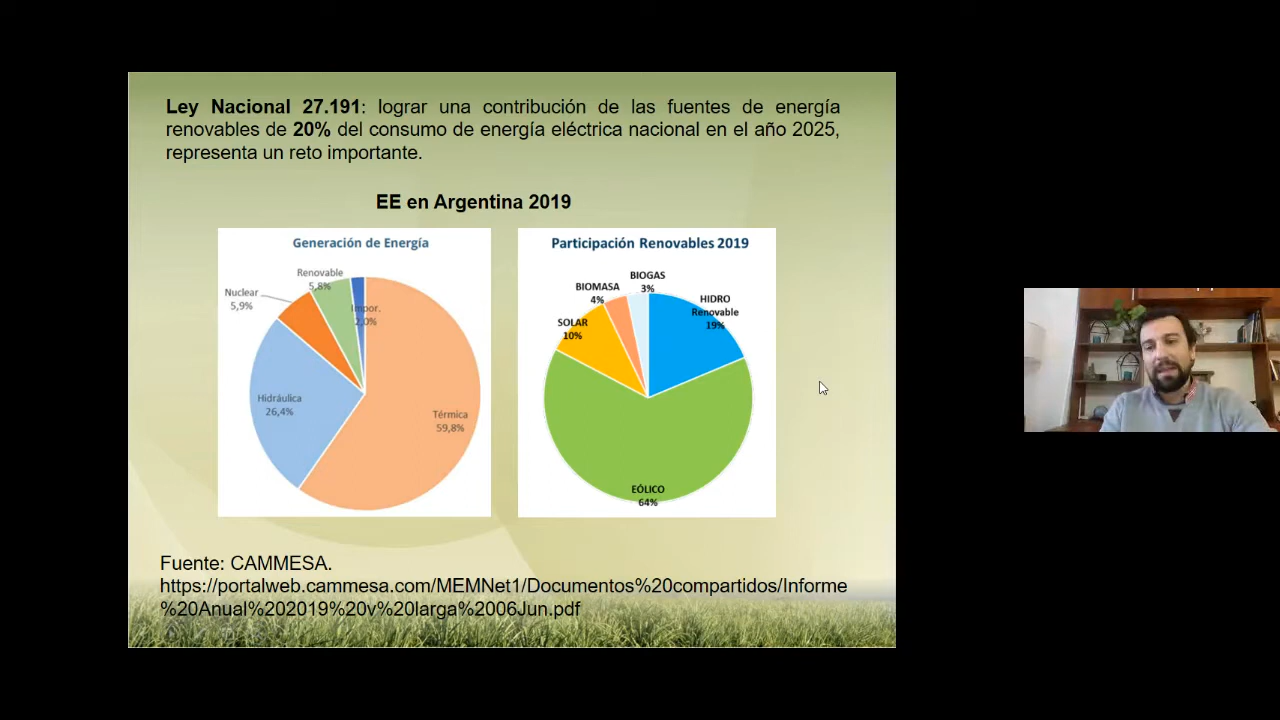 Ley Nacional 27.191: lograr una contribución de las fuentes de energía
renovables de 20% del consumo de energía eléctrica nacional en el año 2025,
representa un reto importante.
EE en Argentina 2019
Generación de Energía
Renovable
5,8%
Nuclear
5,9%
Impor.
2,0%
Hidráulica
26,4%
Térmica
59,8%
Participación Renovables 2019
BIOGAS
3%
BIOMASA
4%
HIDRO
Renovable
19%
SOLAR
10%
EÓLICO
64%
Fuente: CAMMESA.
https://portalweb.cammesa.com/MEMNet1/Documentos%20compartidos/Informe
%20Anual%202019%20v%20larga%2006Jun.pdf